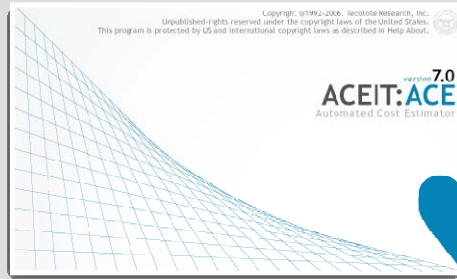 Copyright ©1992-2006, Tecolote Research, Inc.
Unpublished-rights reserved under the copyright laws of the United States.
This program is protected by US and international copyright laws as described in Help About.
version 7.0
ACEIT:ACE
Automated Cost Estimator